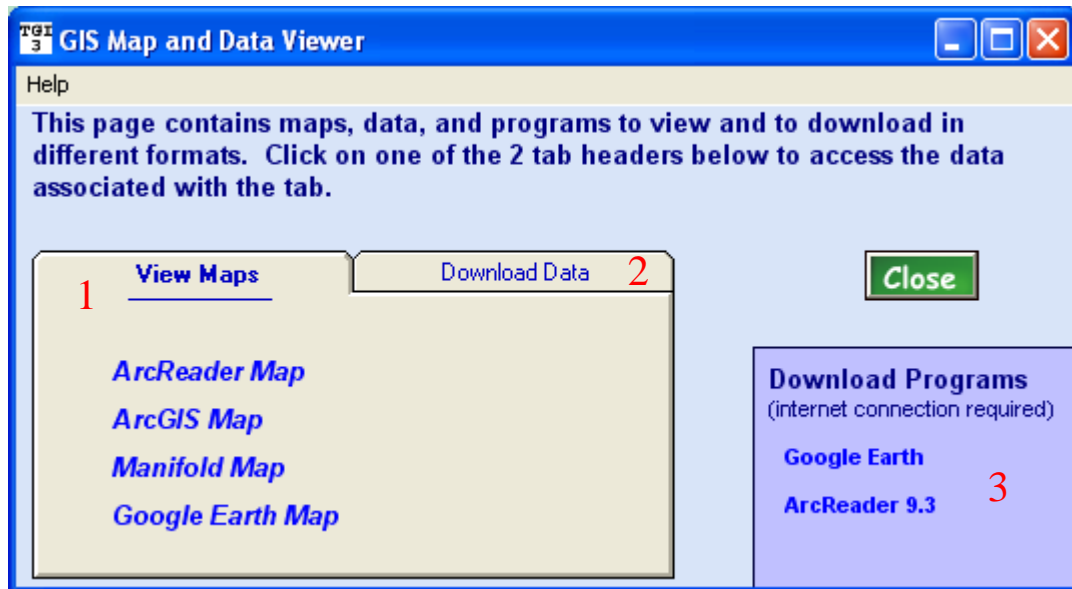 TGI
3
GIS Map and Data Viewer
Help
This page contains maps, data, and programs to view and to download in
different formats.  Click on one of the 2 tab headers below to access the data
associated with the tab.
1
View Maps
Download Data
2
Close
ArcReader Map
ArcGIS Map
Manifold Map
Google Earth Map
Download Programs
(internet connection required)
Google Earth
ArcReader 9.3
3